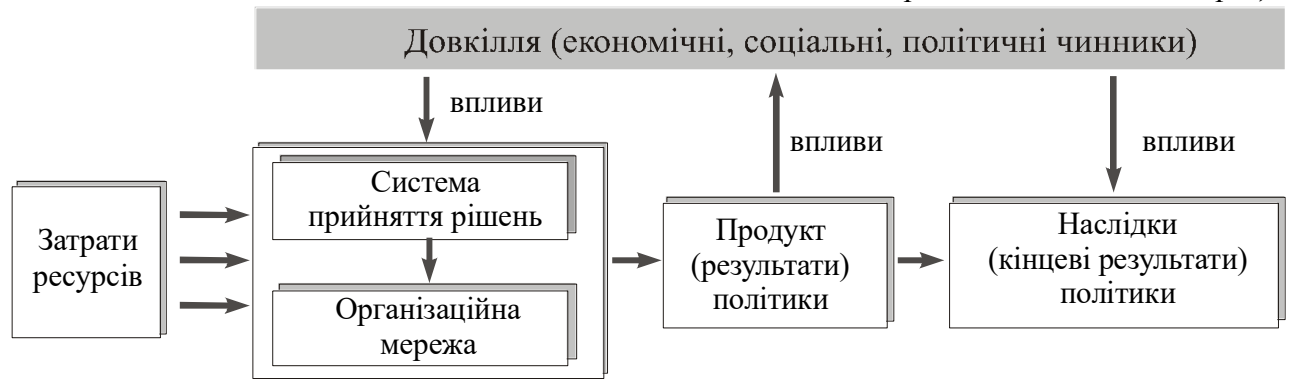 Довкілля (економічні, соціальні, політичні чинники)
впливи
впливи
впливи
Затрати
ресурсів
Система
прийняття рішень
Організаційна
мережа
Продукт
(результати)
політики
Наслідки
(кінцеві результати)
політики